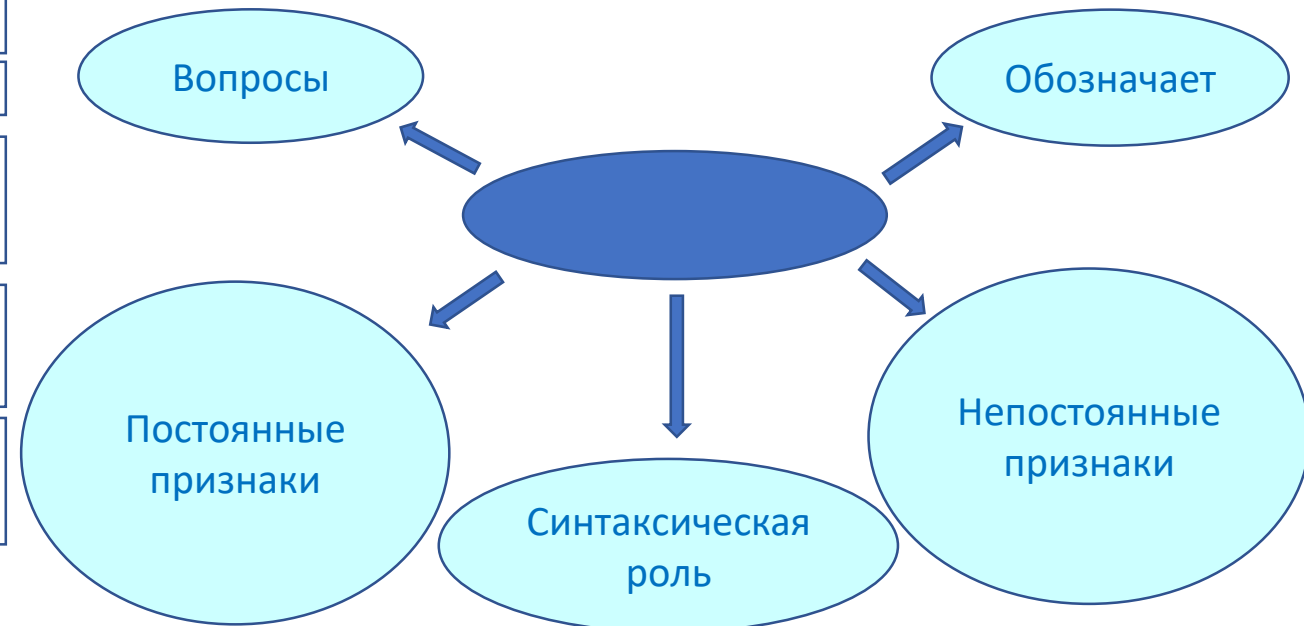 Вопросы
Обозначает
Постоянные
признаки
Непостоянные
признаки
Синтаксическая
роль